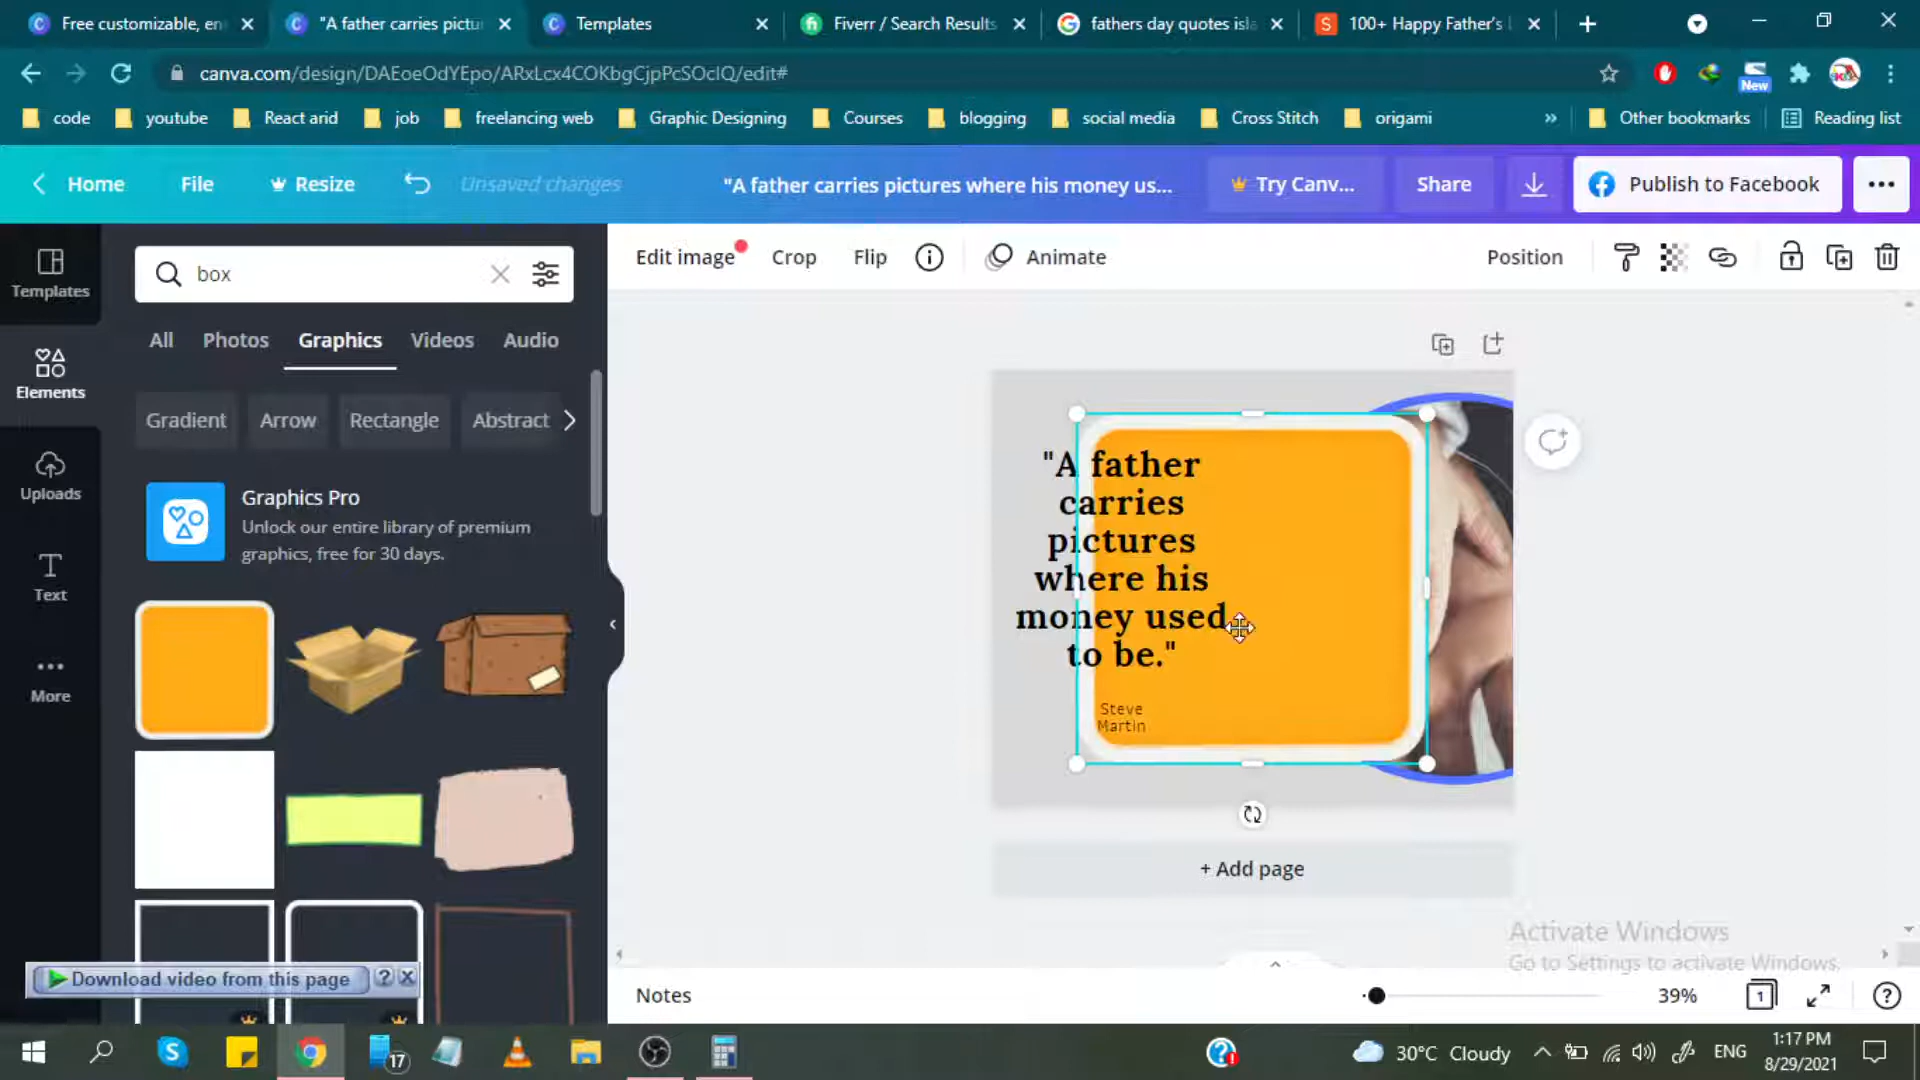 Free customizable, en
"A father carries pictu
Templates
Fiverr / Search Results
fathers day quotes isla
100+ Happy Father's
canva.com/design/DAEoeOdYEpo/ARxLcx4COKbgCjpPcSOclQ/edit#
New
code
youtube
React arid
job
freelancing web
Graphic Designing
Courses
blogging
social media
Cross Stitch
origami
»
Other bookmarks
Reading list
Home
File
Resize
Unsaved changes
"A father carries pictures where his money us...
Try Canv...
Share
Publish to Facebook
Templates
Elements
Uploads
Text
More
box
All
Photos
Graphics
Videos
Audio
Gradient
Arrow
Rectangle
Abstract
Graphics Pro
Unlock our entire library of premium
graphics, free for 30 days.
Edit image
Crop
Flip
Animate
Position
"A father
carries
pictures
where his
money used
to be."
Steve
Martin
+ Add page
Activate Windows
Go to Settings to activate Windows.
Download video from this page
?
Notes
39%
1
?
17
30°C Cloudy
ENG
1:17 PM
8/29/2021